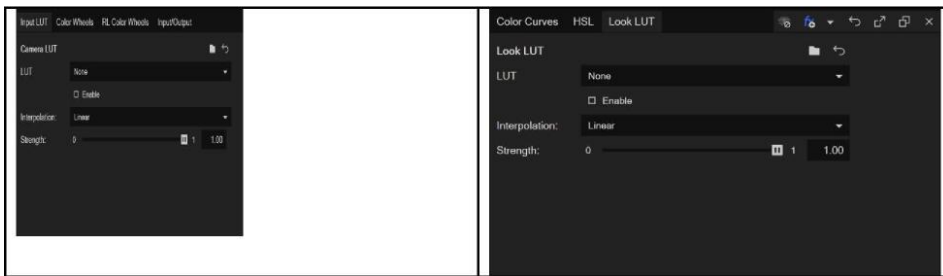 Input LUT Color Wheels RL Color Wheels Input/Output
Camera LUT
LUT None
Enable
Interpolation: Linear
Strength: 0 1 1.00
Color Curves HSL Look LUT
Look LUT
LUT None
Enable
Interpolation: Linear
Strength: 0 1 1.00